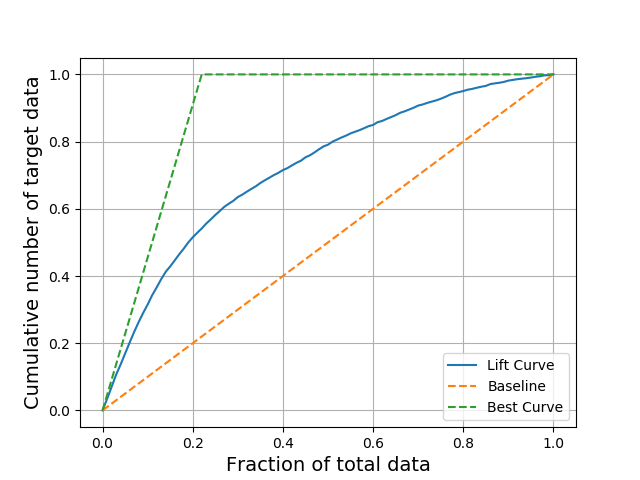 Cumulative number of target data
1.0
0.8
0.6
0.4
0.2
0.0
Lift Curve
Baseline
Best Curve
0.0 0.2 0.4 0.6 0.8 1.0
Fraction of total data